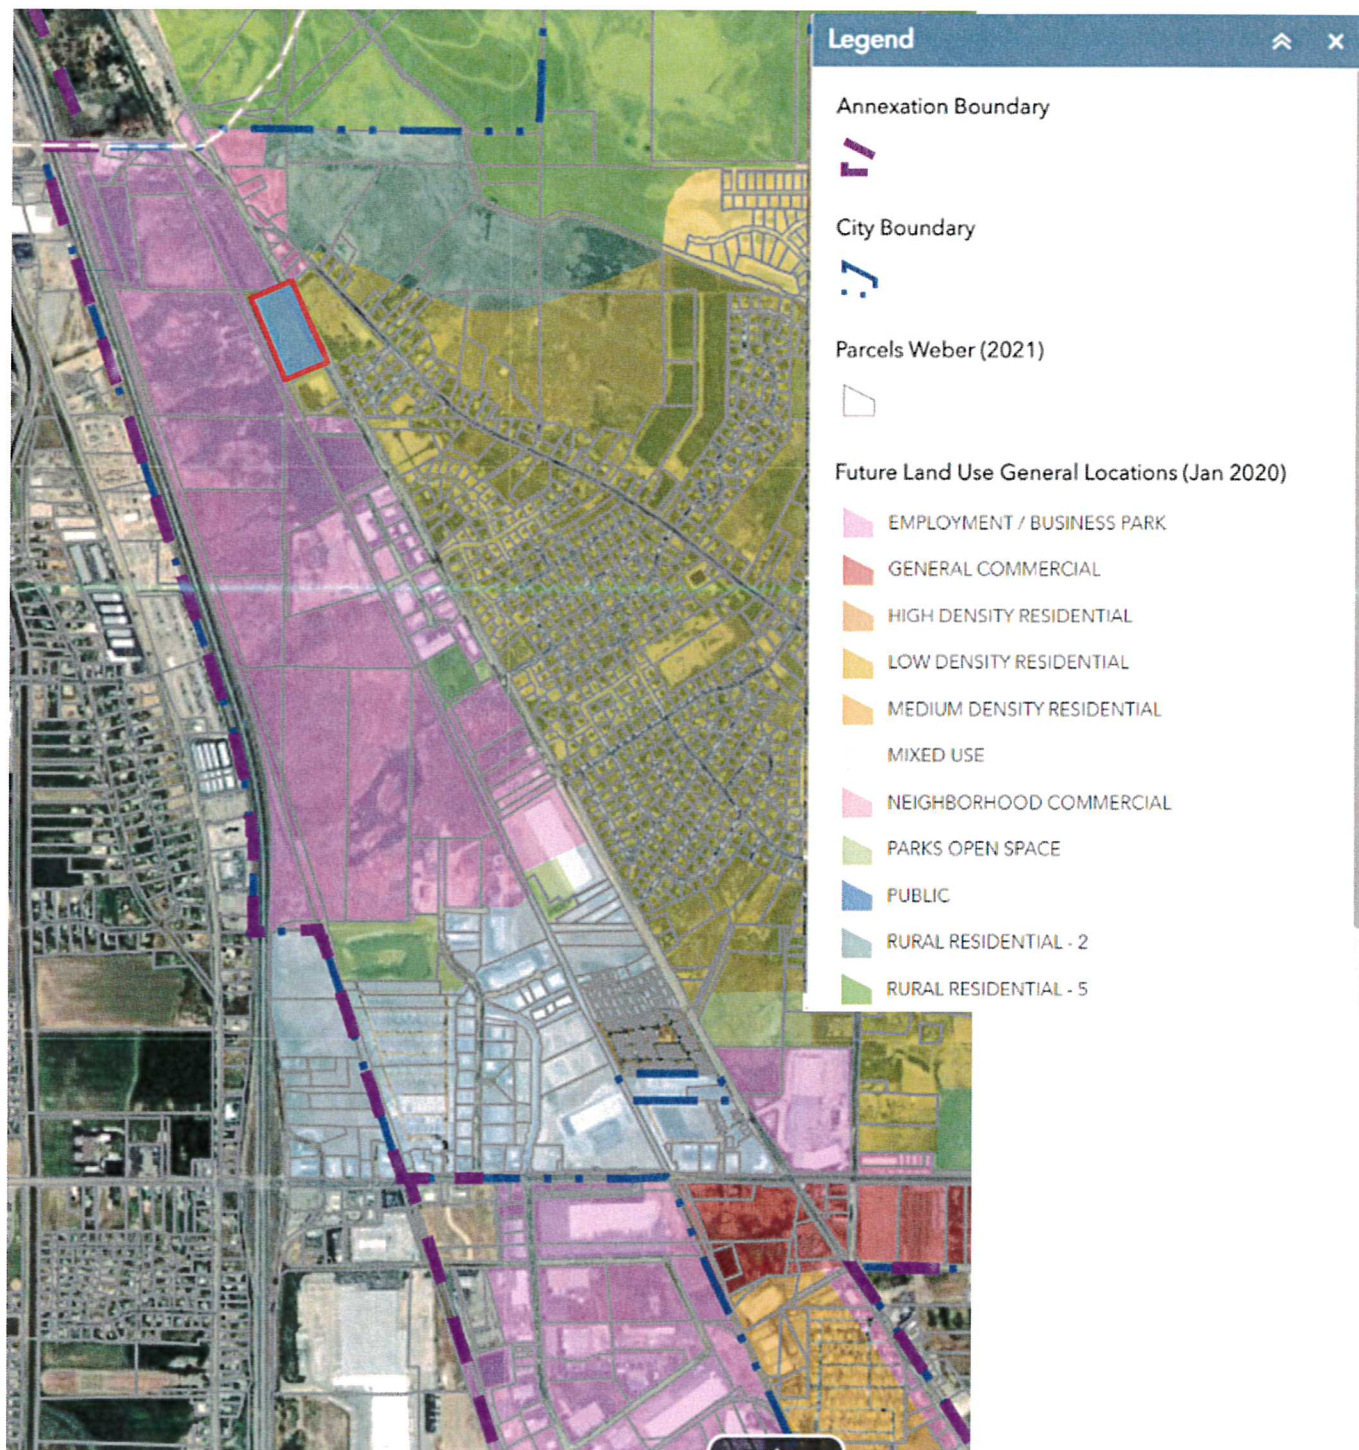 Legend
Annexation Boundary
City Boundary
Parcels Weber (2021)
Future Land Use General Locations (Jan 2020)
EMPLOYMENT / BUSINESS PARK
GENERAL COMMERCIAL
HIGH DENSITY RESIDENTIAL
LOW DENSITY RESIDENTIAL
MEDIUM DENSITY RESIDENTIAL
MIXED USE
NEIGHBORHOOD COMMERCIAL
PARKS OPEN SPACE
PUBLIC
RURAL RESIDENTIAL - 2
RURAL RESIDENTIAL - 5